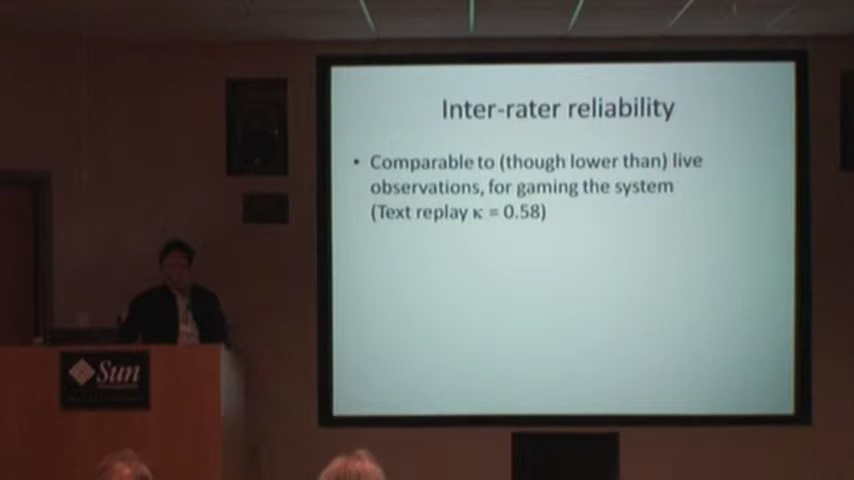 Inter-rater reliability
• Comparable to (though lower than) live
observations, for gaming the system
(Text replay κ = 0.58)
Sun